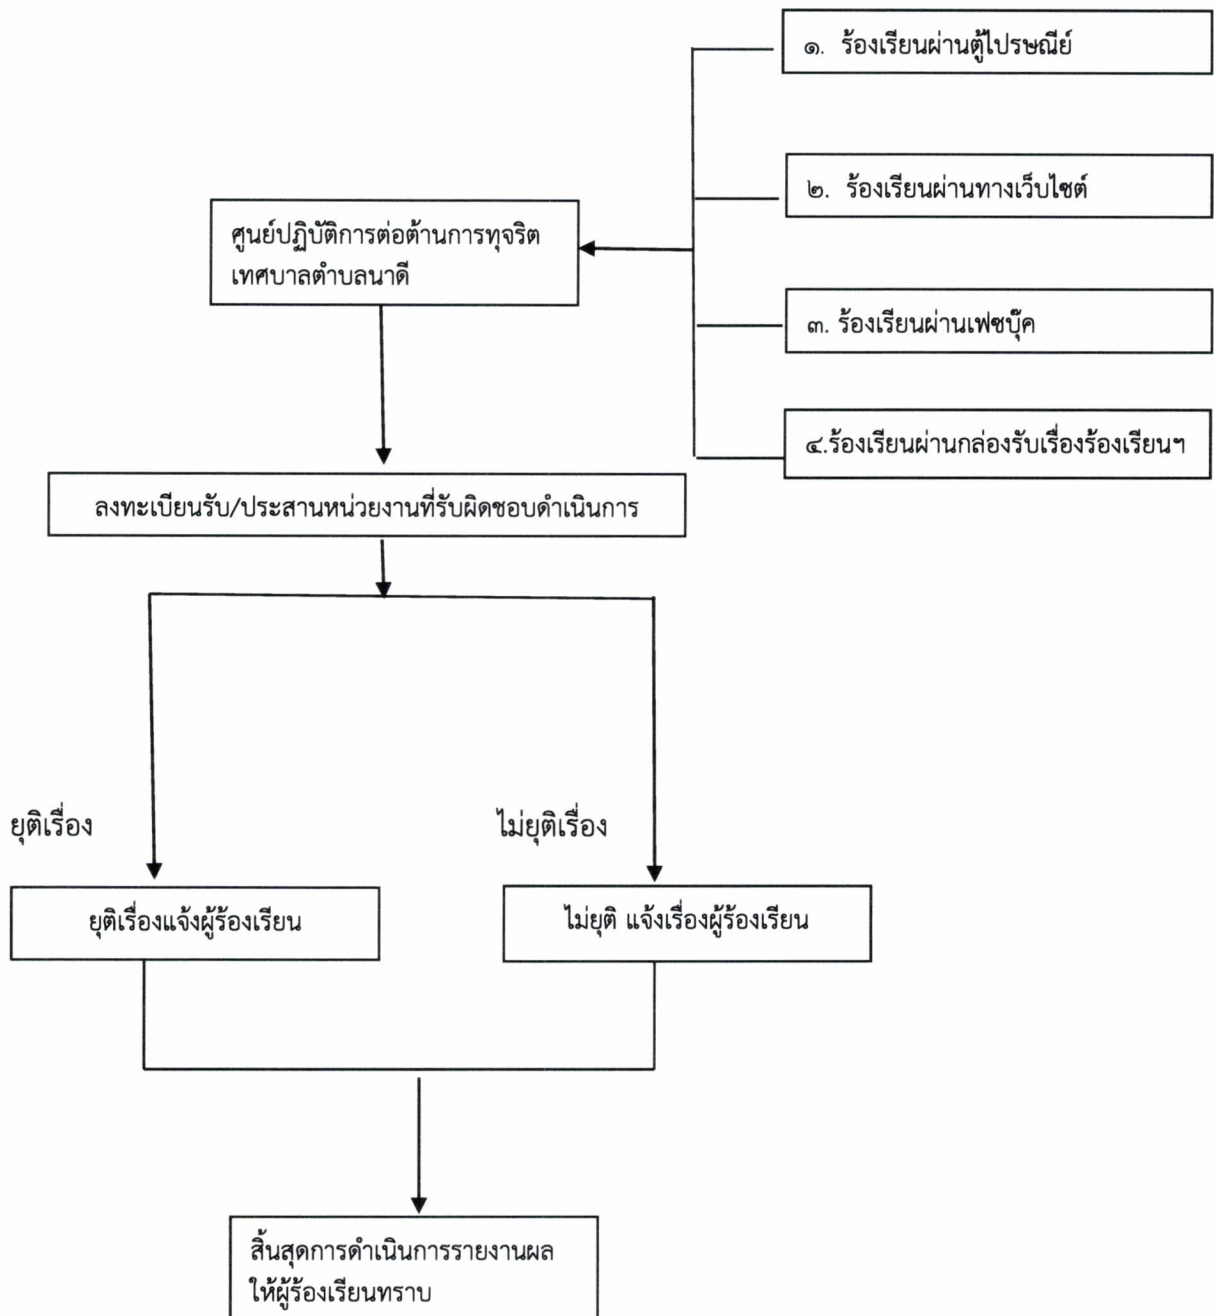 ๑. ร้องเรียนผ่านตู้ไปรษณีย์
๒. ร้องเรียนผ่านทางเว็บไซต์
ศูนย์ปฏิบัติการต่อต้านการทุจริต
เทศบาลตำบลนาดี
๓. ร้องเรียนผ่านเฟซบุ๊ค
๔.ร้องเรียนผ่านกล่องรับเรื่องร้องเรียนฯ
ลงทะเบียนรับ/ประสานหน่วยงานที่รับผิดชอบดำเนินการ
ยุติเรื่อง
ไม่ยุติเรื่อง
ยุติเรื่องแจ้งผู้ร้องเรียน
ไม่ยุติ แจ้งเรื่องผู้ร้องเรียน
สิ้นสุดการดำเนินการรายงานผล
ให้ผู้ร้องเรียนทราบ